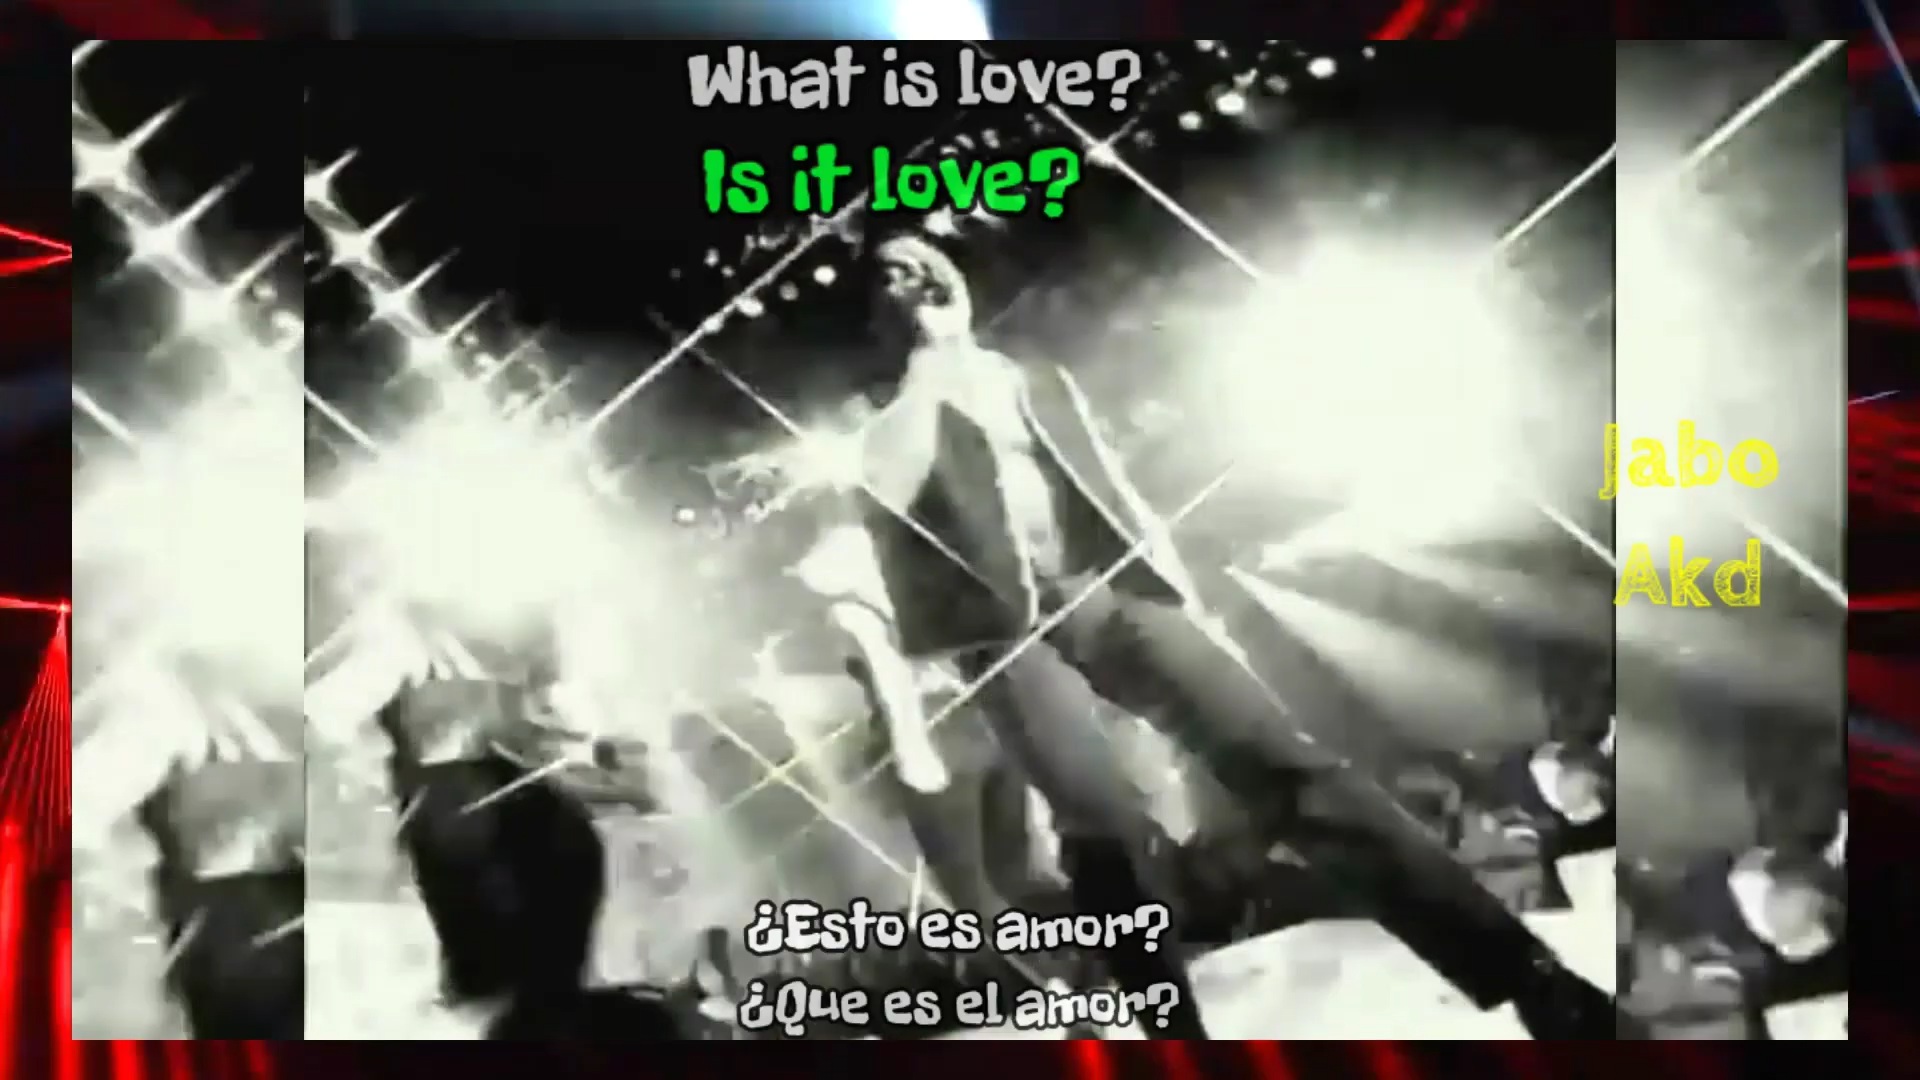 What is love?
Is it love?
Jabo
Akd
¿Esto es amor?
¿Que es el amor?